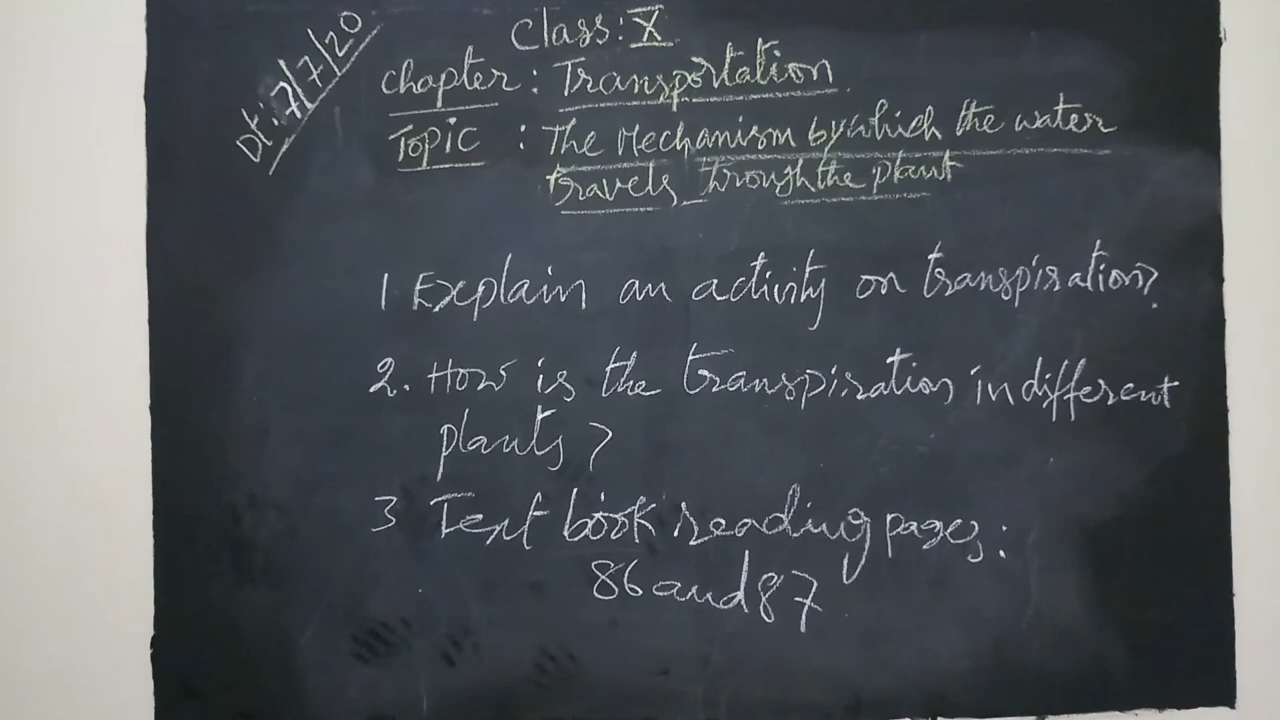 Dt: 7/7/20
Class: X
Chapter : Transportation
Topic : The Mechanism by which the water
travels through the plant
1 Explain an activity on transpiration?
2. How is the transpiration in different
plants?
3 Text book reading pages:
86 and 87